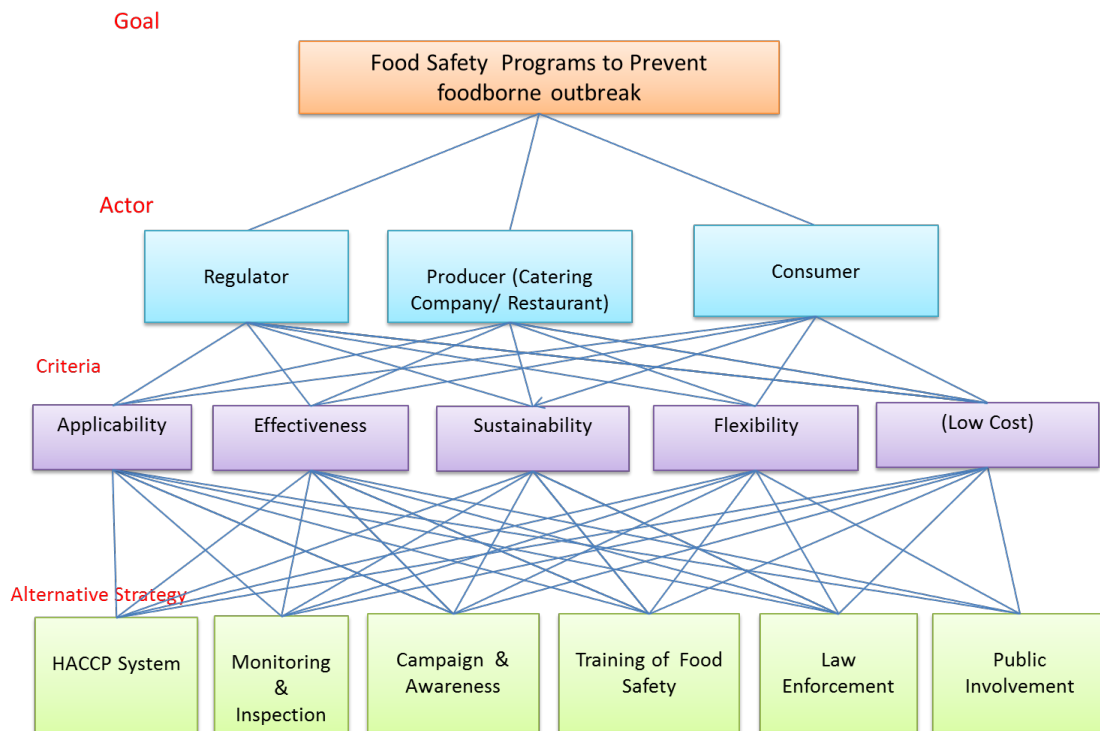 Goal
Food Safety Programs to Prevent
foodborne outbreak
Actor
Regulator
Producer (Catering
Company/ Restaurant)
Consumer
Criteria
Applicability
Effectiveness
Sustainability
Flexibility
(Low Cost)
Alternative Strategy
HACCP System
Monitoring
&
Inspection
Campaign &
Awareness
Training of Food
Safety
Law
Enforcement
Public
Involvement